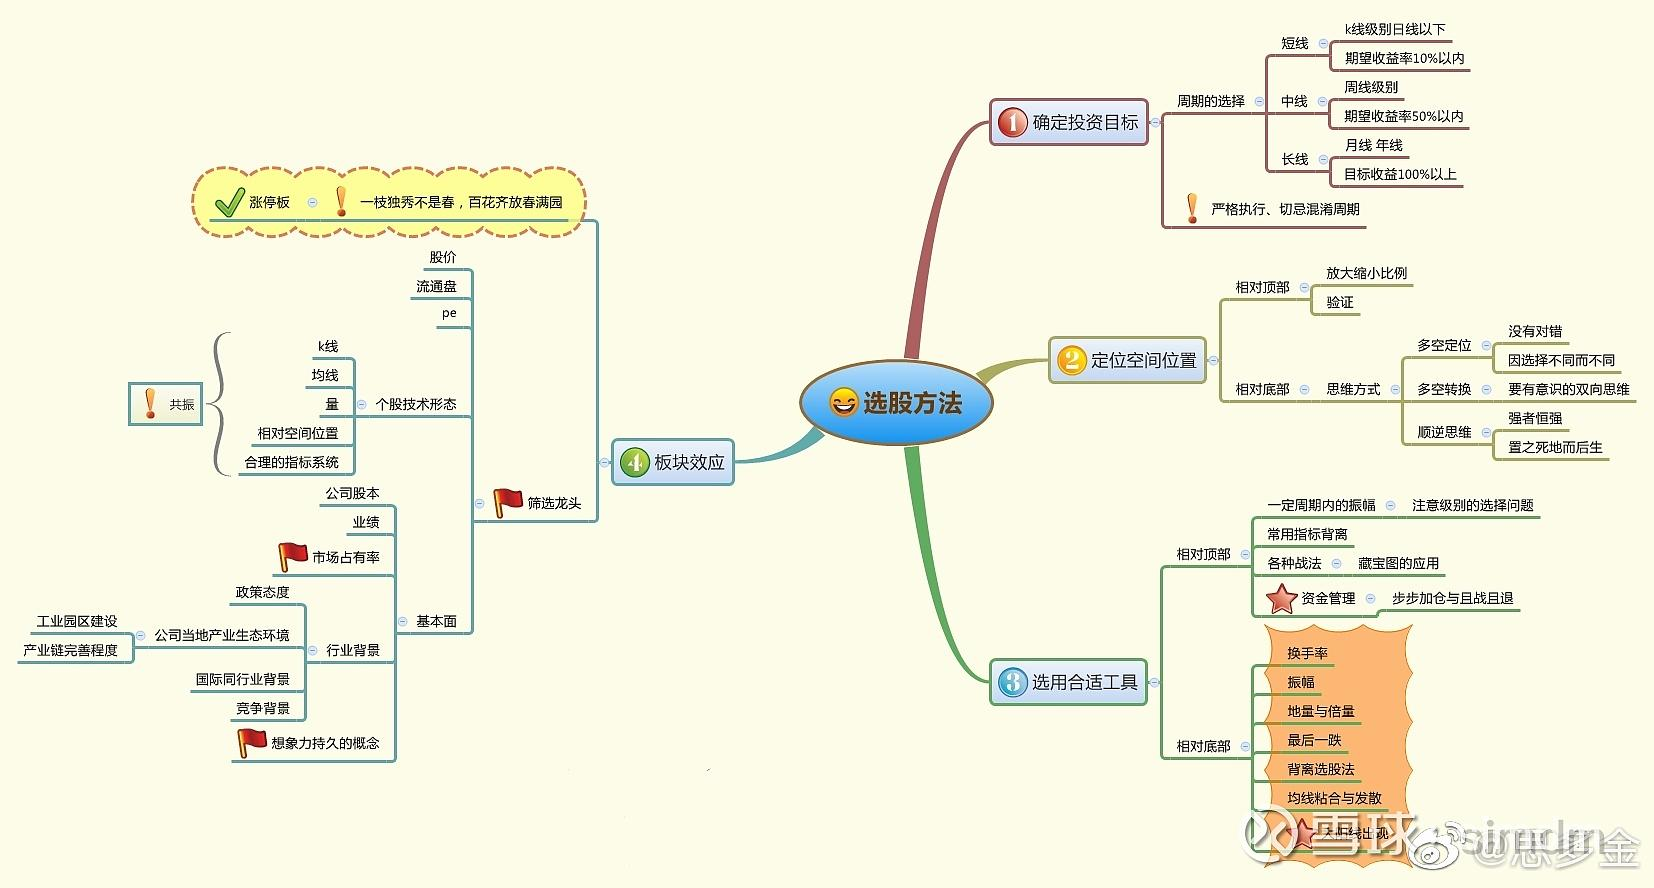 选股方法
1 确定投资目标
周期的选择
短线
k线级别日线以下
期望收益率10%以内
中线
周线级别
期望收益率50%以内
长线
月线 年线
目标收益100%以上
严格执行、切忌混淆周期
2 定位空间位置
相对顶部
放大缩小比例
验证
相对底部
思维方式
多空定位
没有对错
因选择不同而不同
多空转换
要有意识的双向思维
顺逆思维
强者恒强
置之死地而后生
3 选用合适工具
相对顶部
一定周期内的振幅
注意级别的选择问题
常用指标背离
各种战法
藏宝图的应用
资金管理
步步加仓与且战且退
相对底部
换手率
振幅
地量与倍量
最后一跌
背离选股法
均线粘合与发散
阳线出现
4 板块效应
涨停板
一枝独秀不是春，百花齐放春满园
筛选龙头
股价
流通盘
pe
个股技术形态
k线
均线
量
相对空间位置
合理的指标系统
共振
基本面
公司股本
业绩
市场占有率
行业背景
政策态度
公司当地产业生态环境
工业园区建设
产业链完善程度
国际同行业背景
竞争背景
想象力持久的概念
雪球